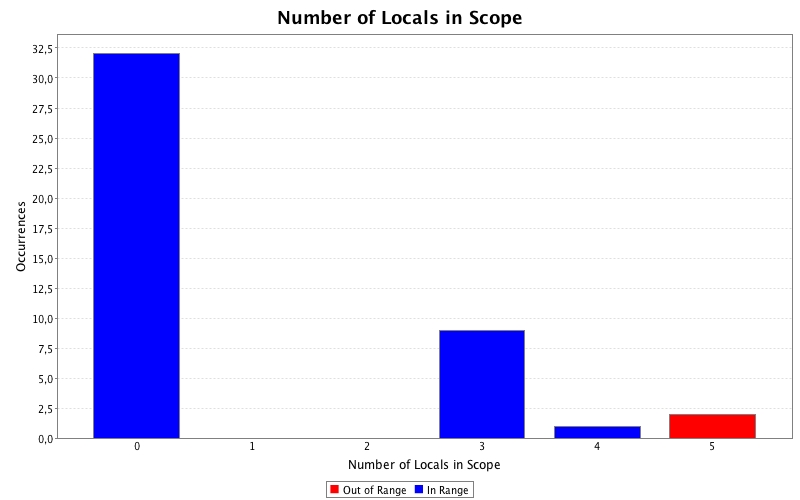 Number of Locals in Scope
32,5
30,0
27,5
25,0
22,5
20,0
17,5
15,0
12,5
10,0
7,5
5,0
2,5
0,0
Occurrences
0 1 2 3 4 5
Number of Locals in Scope
Out of Range In Range